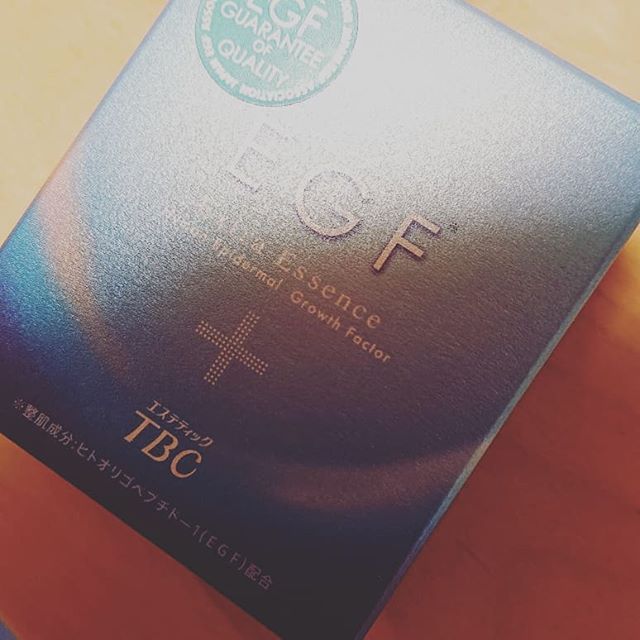 EGF
GUARANTEE
OF
QUALITY
EGF
Extra Essence
Epidermal Growth Factor
エステティック
TBC
※整肌成分:ヒトオリゴペプチド-1(EGF)配合